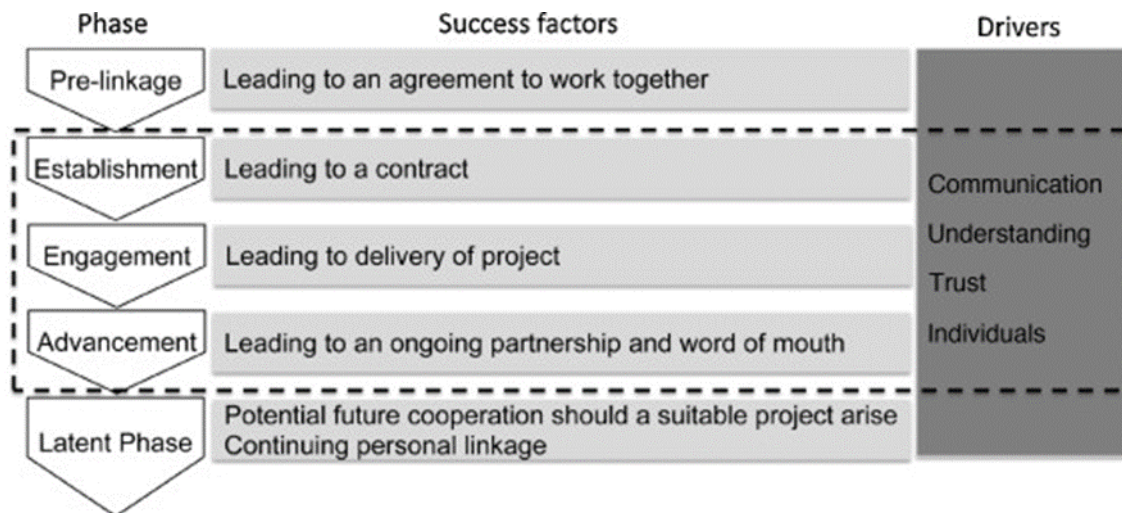 Phase
Success factors
Drivers
Pre-linkage
Leading to an agreement to work together
Establishment
Leading to a contract
Engagement
Leading to delivery of project
Advancement
Leading to an ongoing partnership and word of mouth
Latent Phase
Potential future cooperation should a suitable project arise
Continuing personal linkage
Communication
Understanding
Trust
Individuals